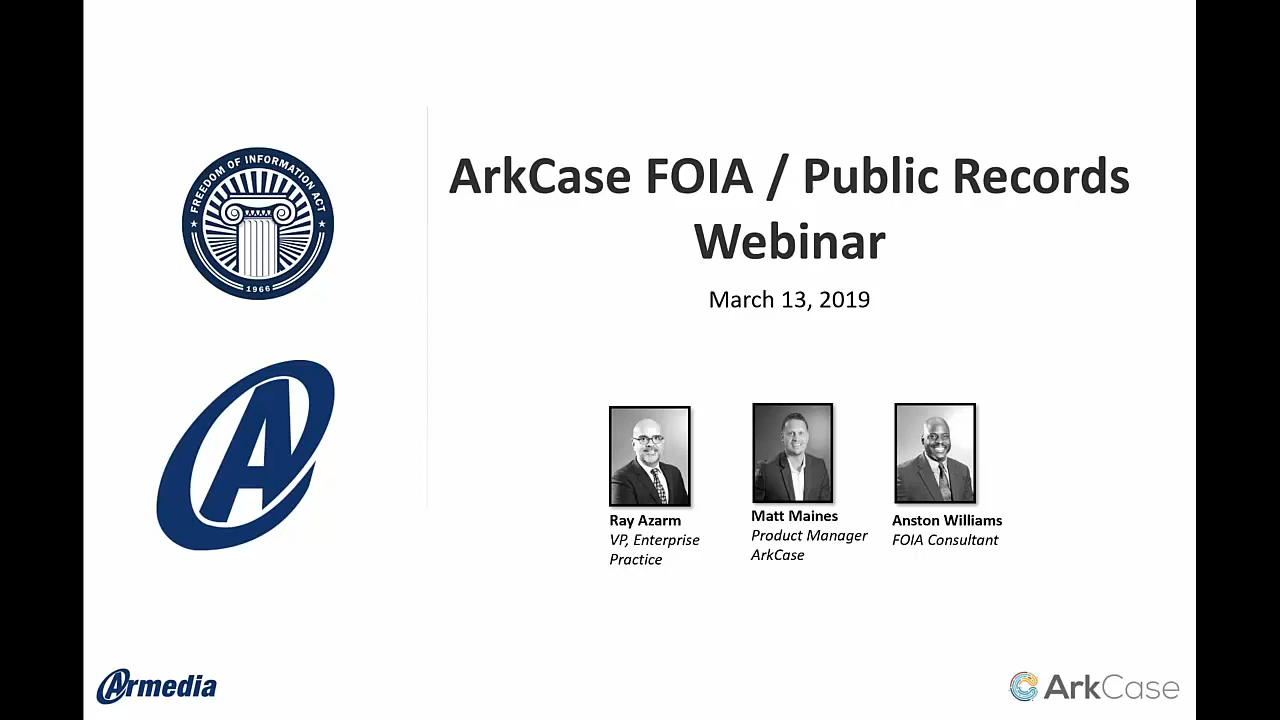 FREEDOM OF INFORMATION ACT
1966
ArkCase FOIA / Public Records
Webinar
March 13, 2019
Ray Azarm
VP, Enterprise
Practice
Matt Maines
Product Manager
ArkCase
Anston Williams
FOIA Consultant
Armedia
ArkCase